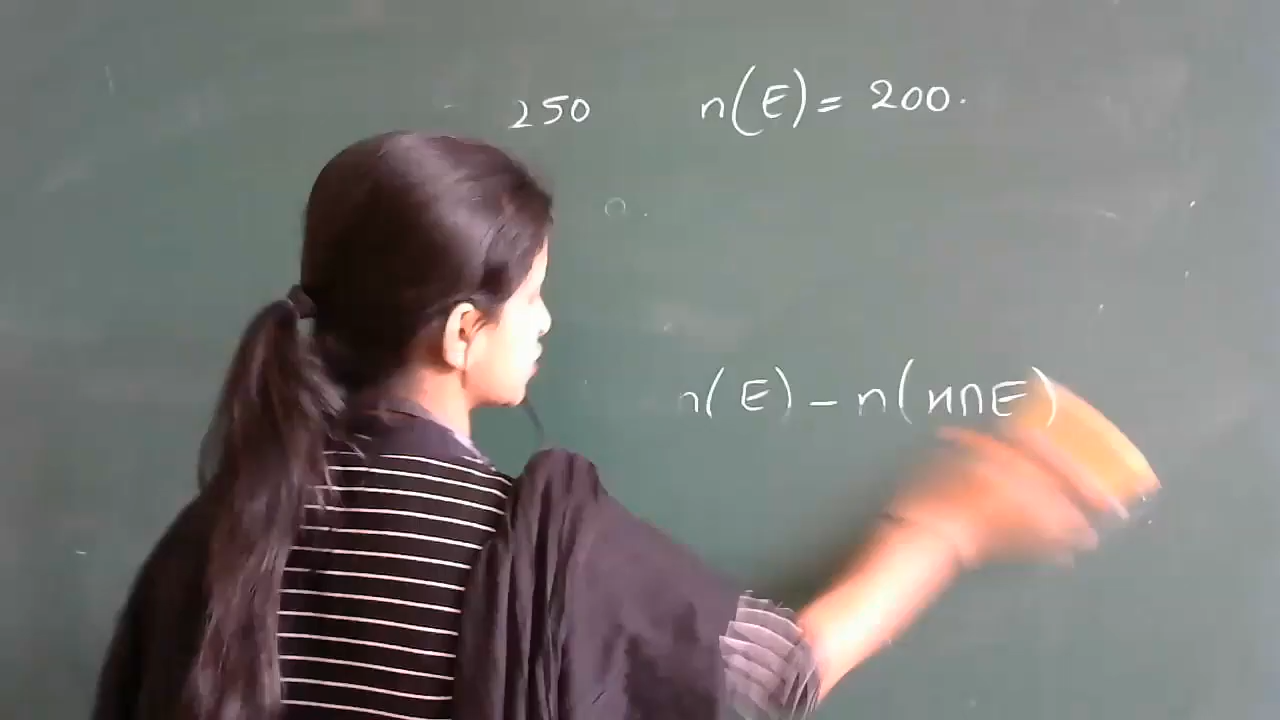 250 n(E) = 200.
n(E) - n(H∩E)